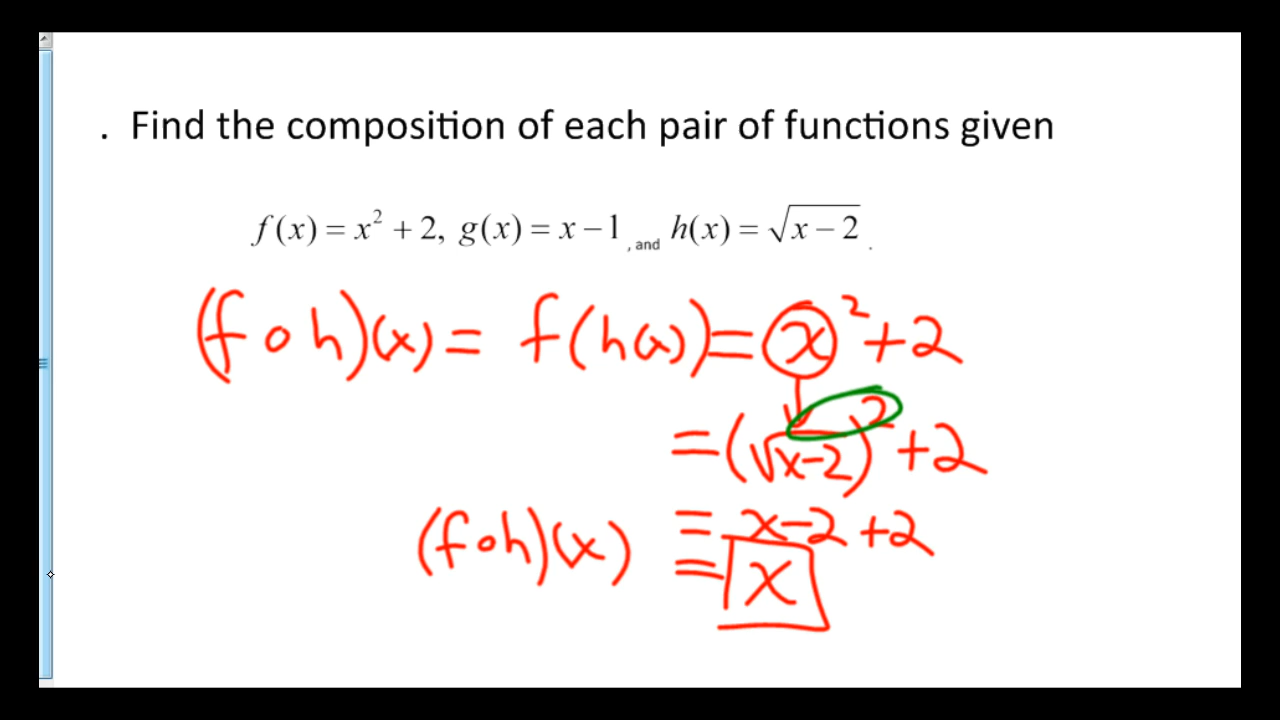 . Find the composition of each pair of functions given
f(x) = x² + 2, g(x) = x − 1 , and h(x) = √(x − 2) .
(f o h)(x) = f(h(x)) = x² + 2
= (√x−2)² + 2
(f o h)(x) = x−2 +2
= x